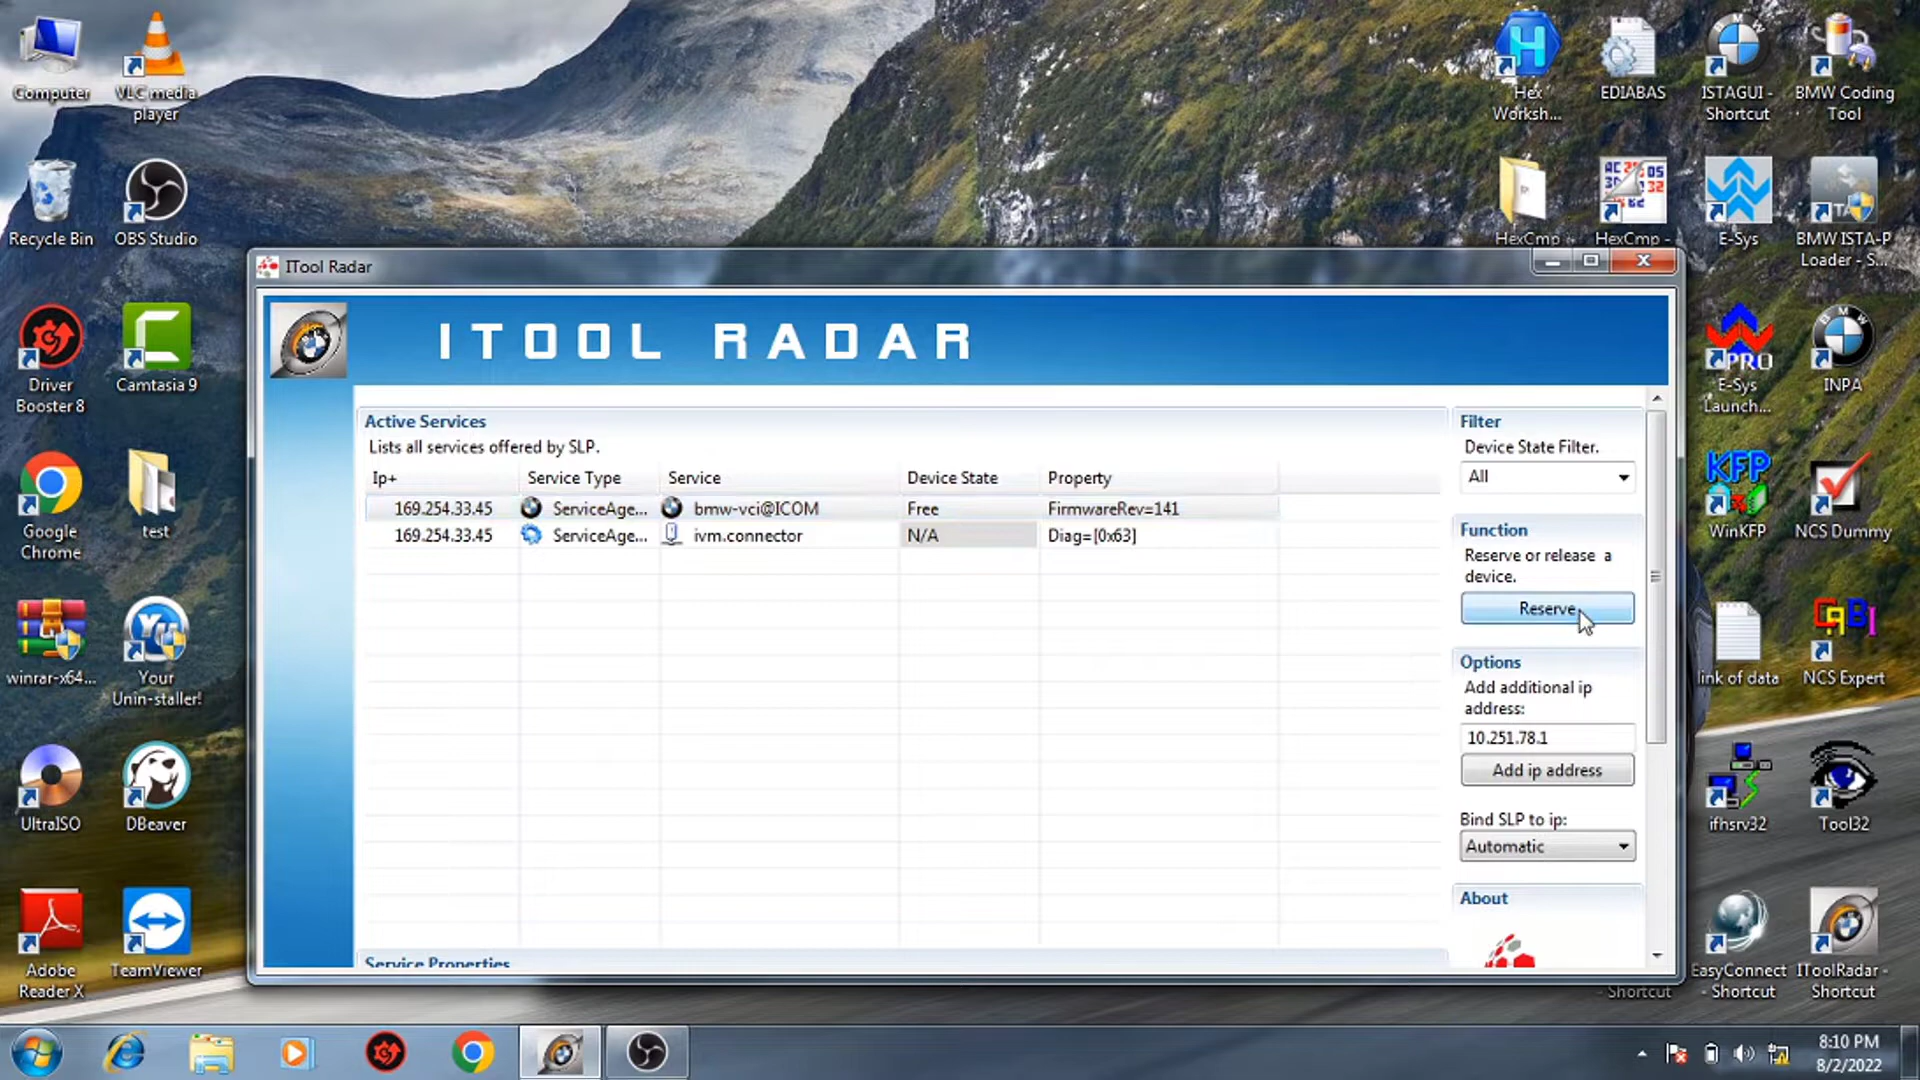 Computer
VLC media
player
Recycle Bin
OBS Studio
Driver
Booster 8
Camtasia 9
Google
Chrome
test
winrar-x64...
Your
Unin-staller!
UltraISO
DBeaver
Adobe
Reader X
TeamViewer
Hex
Worksh...
EDIABAS
ISTAGUI -
Shortcut
BMW Coding
Tool
HexCmp
HexCmp -
E-Sys
BMW ISTA-P
Loader - S...
PRO
E-Sys
Launch...
INPA
KFP
WinKFP
NCS Dummy
link of data
NCS Expert
ifhsrv32
Tool32
Shortcut
EasyConnect
- Shortcut
IToolRadar -
Shortcut
ITool Radar
ITOOL RADAR
Active Services
Lists all services offered by SLP.
Ip+ Service Type Service Device State Property
169.254.33.45 ServiceAge... bmw-vci@ICOM Free FirmwareRev=141
169.254.33.45 ServiceAge... ivm.connector N/A Diag=[0x63]
Service Properties
Filter
Device State Filter.
All
Function
Reserve or release a
device.
Reserve
Options
Add additional ip
address:
10.251.78.1
Add ip address
Bind SLP to ip:
Automatic
About
8:10 PM
8/2/2022